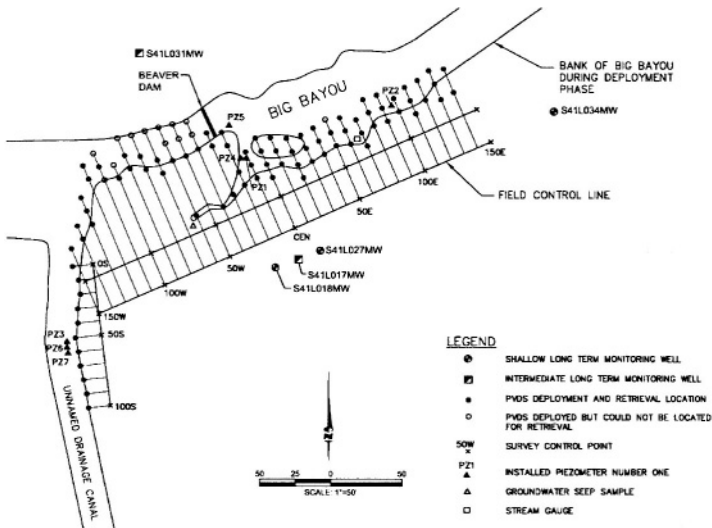 S41L031MW
BEAVER
DAM
BIG BAYOU
PZ5
PZ2
BANK OF BIG BAYOU
DURING DEPLOYMENT
PHASE
S41L034MW
PZ4
PZ1
150E
100E
FIELD CONTROL LINE
50E
CEN
S41L027MW
S41L017MW
S41L018MW
50W
100W
150W
0S
50S
PZ3
PZ6
PZ7
100S
UNNAMED DRAINAGE CANAL
N
50 25 0 50
SCALE: 1"=50'
LEGEND
SHALLOW LONG TERM MONITORING WELL
INTERMEDIATE LONG TERM MONITORING WELL
PVDS DEPLOYMENT AND RETRIEVAL LOCATION
PVDS DEPLOYED BUT COULD NOT BE LOCATED
FOR RETRIEVAL
50W
SURVEY CONTROL POINT
PZ1
INSTALLED PIEZOMETER NUMBER ONE
GROUNDWATER SEEP SAMPLE
STREAM GAUGE